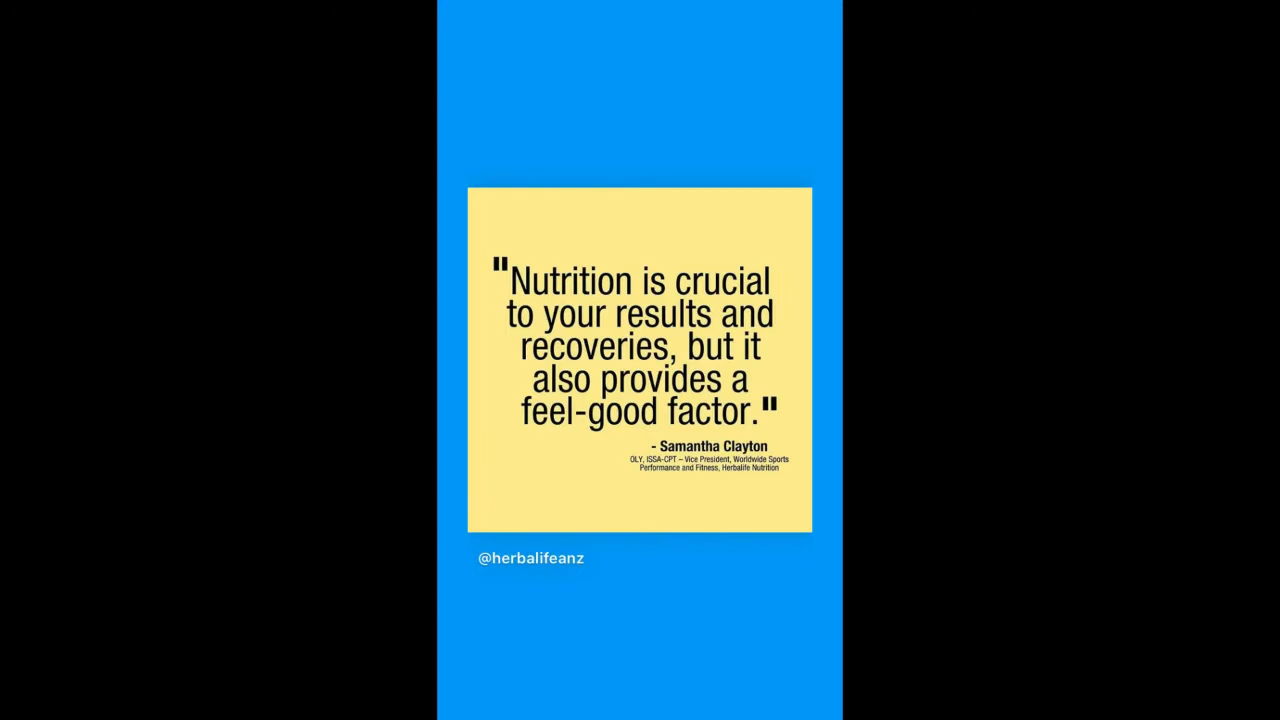 "Nutrition is crucial
to your results and
recoveries, but it
also provides a
feel-good factor."
- Samantha Clayton
OLY, ISSA-CPT – Vice President, Worldwide Sports
Performance and Fitness, Herbalife Nutrition
@herbalifeanz